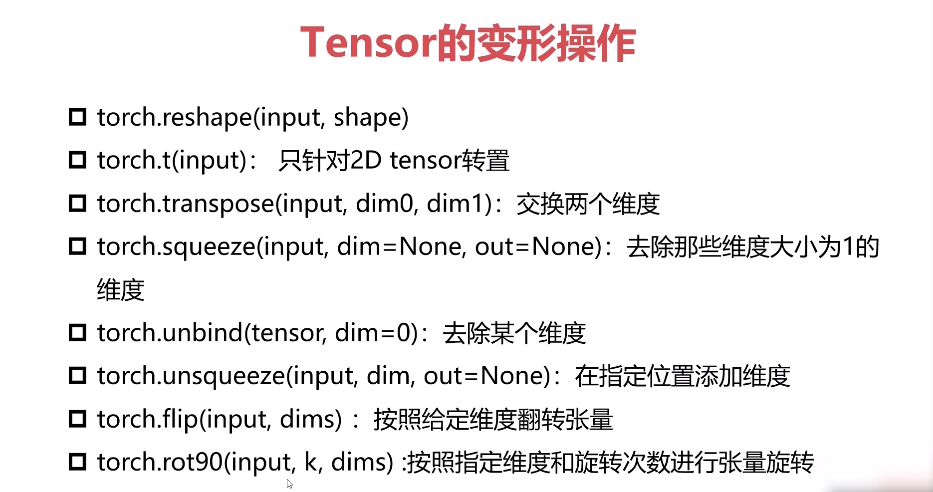 Tensor的变形操作
torch.reshape(input, shape)
torch.t(input)： 只针对2D tensor转置
torch.transpose(input, dim0, dim1)：交换两个维度
torch.squeeze(input, dim=None, out=None)：去除那些维度大小为1的
维度
torch.unbind(tensor, dim=0)：去除某个维度
torch.unsqueeze(input, dim, out=None)：在指定位置添加维度
torch.flip(input, dims) ：按照给定维度翻转张量
torch.rot90(input, k, dims) :按照指定维度和旋转次数进行张量旋转